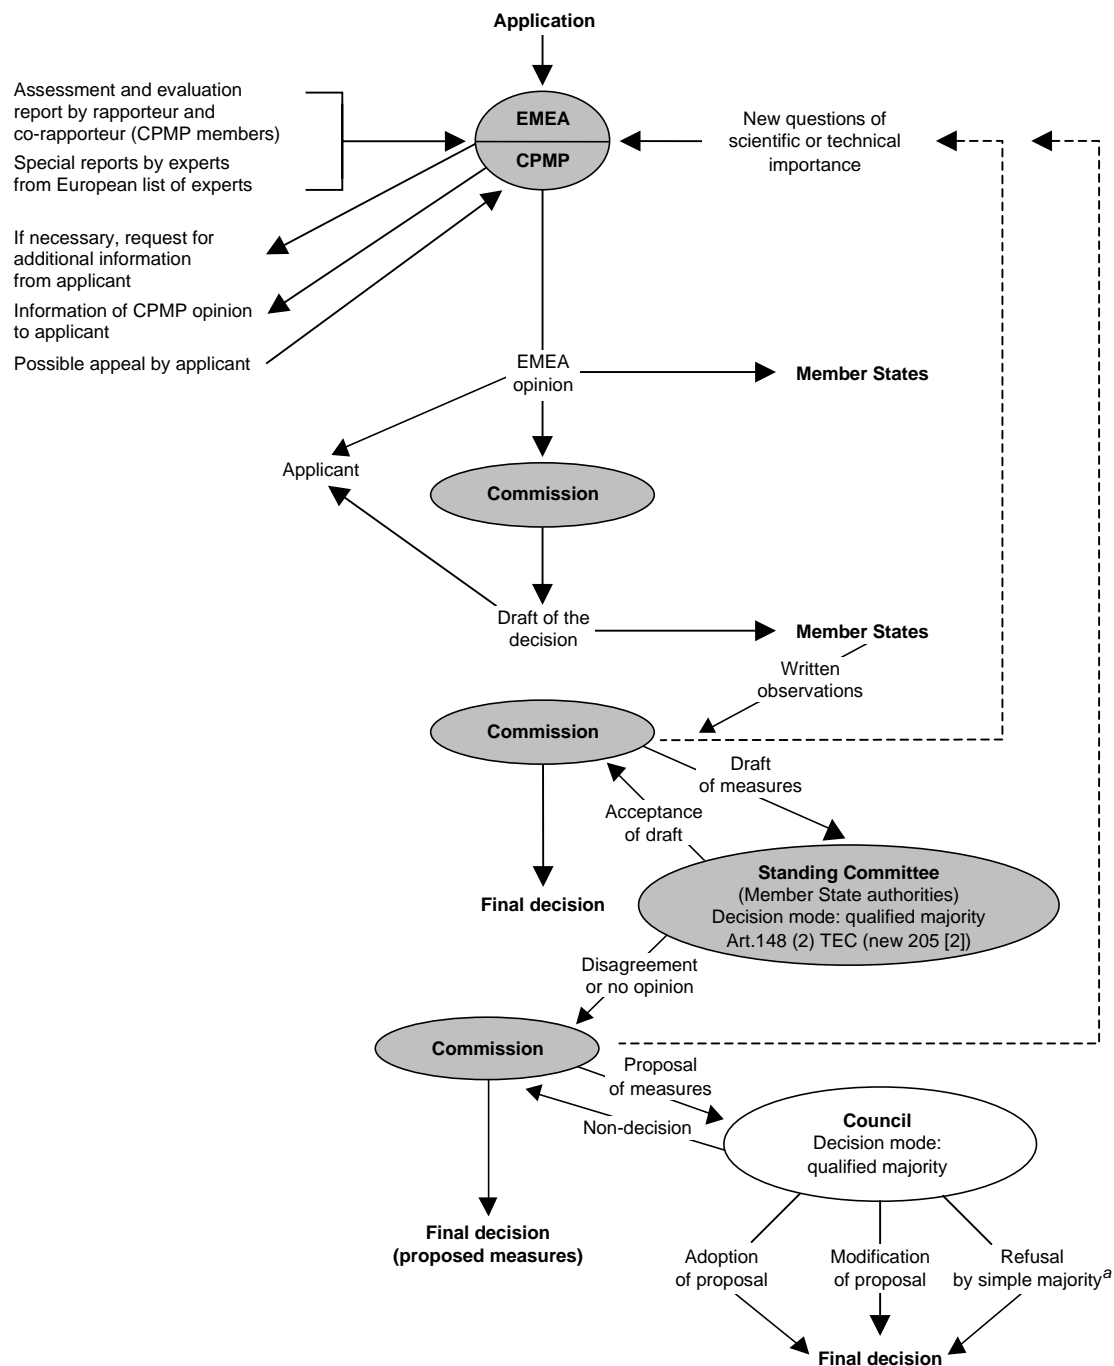 Application
Assessment and evaluation
report by rapporteur and
co-rapporteur (CPMP members)
Special reports by experts
from European list of experts
EMEA
CPMP
New questions of
scientific or technical
importance
If necessary, request for
additional information
from applicant
Information of CPMP opinion
to applicant
Possible appeal by applicant
EMEA
opinion
Member States
Applicant
Commission
Draft of the
decision
Member States
Written
observations
Commission
Draft
of measures
Acceptance
of draft
Final decision
Standing Committee
(Member State authorities)
Decision mode: qualified majority
Art.148 (2) TEC (new 205 [2])
Disagreement
or no opinion
Commission
Proposal
of measures
Non-decision
Council
Decision mode:
qualified majority
Final decision
(proposed measures)
Adoption
of proposal
Modification
of proposal
Refusal
by simple majority a
Final decision